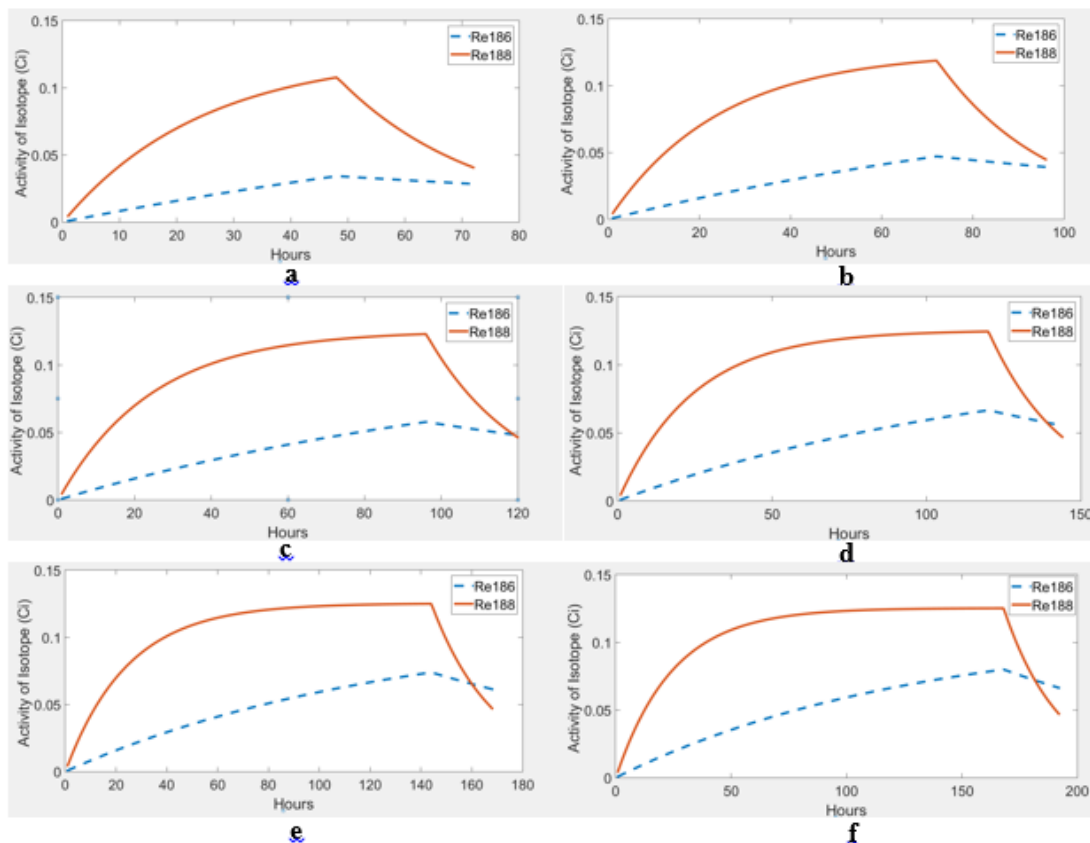 0.15
0.1
0.05
0
Activity of Isotope (Ci)
Re186
Re188
0 10 20 30 40 50 60 70 80
Hours
a
0.15
0.1
0.05
0
Activity of Isotope (Ci)
Re186
Re188
0 20 40 60 80 100
Hours
b
0.15
0.1
0.05
0
Activity of Isotope (Ci)
Re186
Re188
0 20 40 60 80 100 120
Hours
c
0.15
0.1
0.05
0
Activity of Isotope (Ci)
Re186
Re188
0 50 100 150
Hours
d
0.15
0.1
0.05
0
Activity of Isotope (Ci)
Re186
Re188
0 20 40 60 80 100 120 140 160 180
Hours
e
0.15
0.1
0.05
0
Activity of Isotope (Ci)
Re186
Re188
0 50 100 150 200
Hours
f